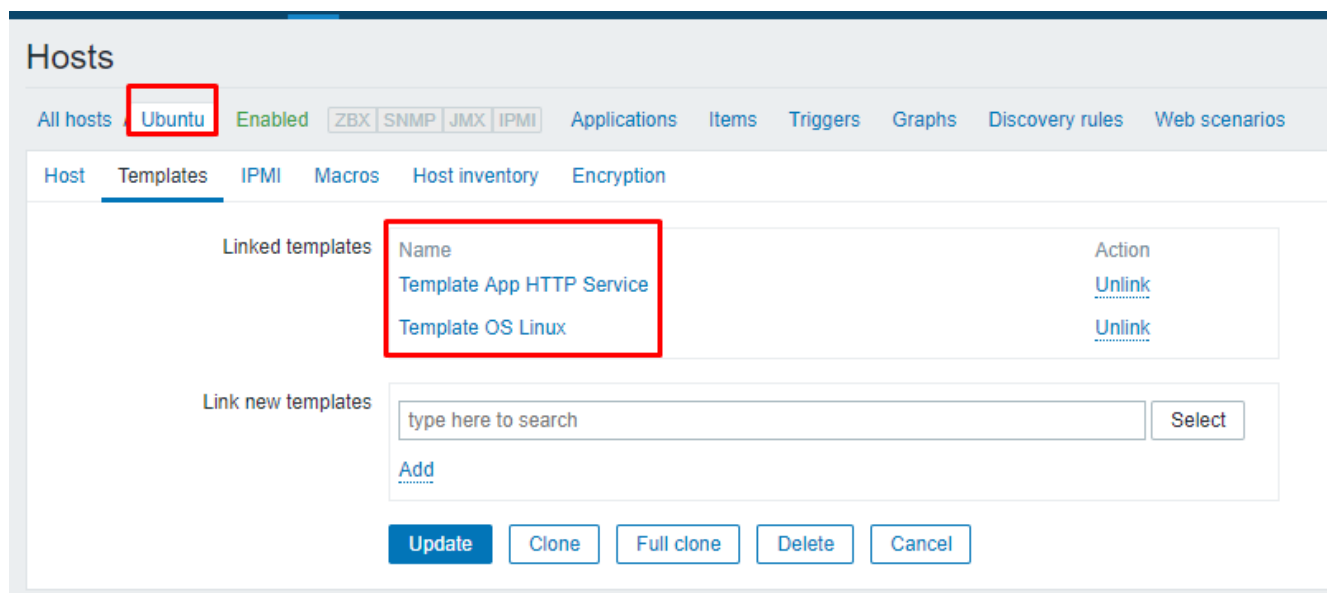 Hosts
All hosts / Ubuntu Enabled ZBX SNMP JMX IPMI Applications Items Triggers Graphs Discovery rules Web scenarios
Host Templates IPMI Macros Host inventory Encryption
Linked templates Name Action
Template App HTTP Service Unlink
Template OS Linux Unlink
Link new templates
type here to search Select
Add
Update Clone Full clone Delete Cancel